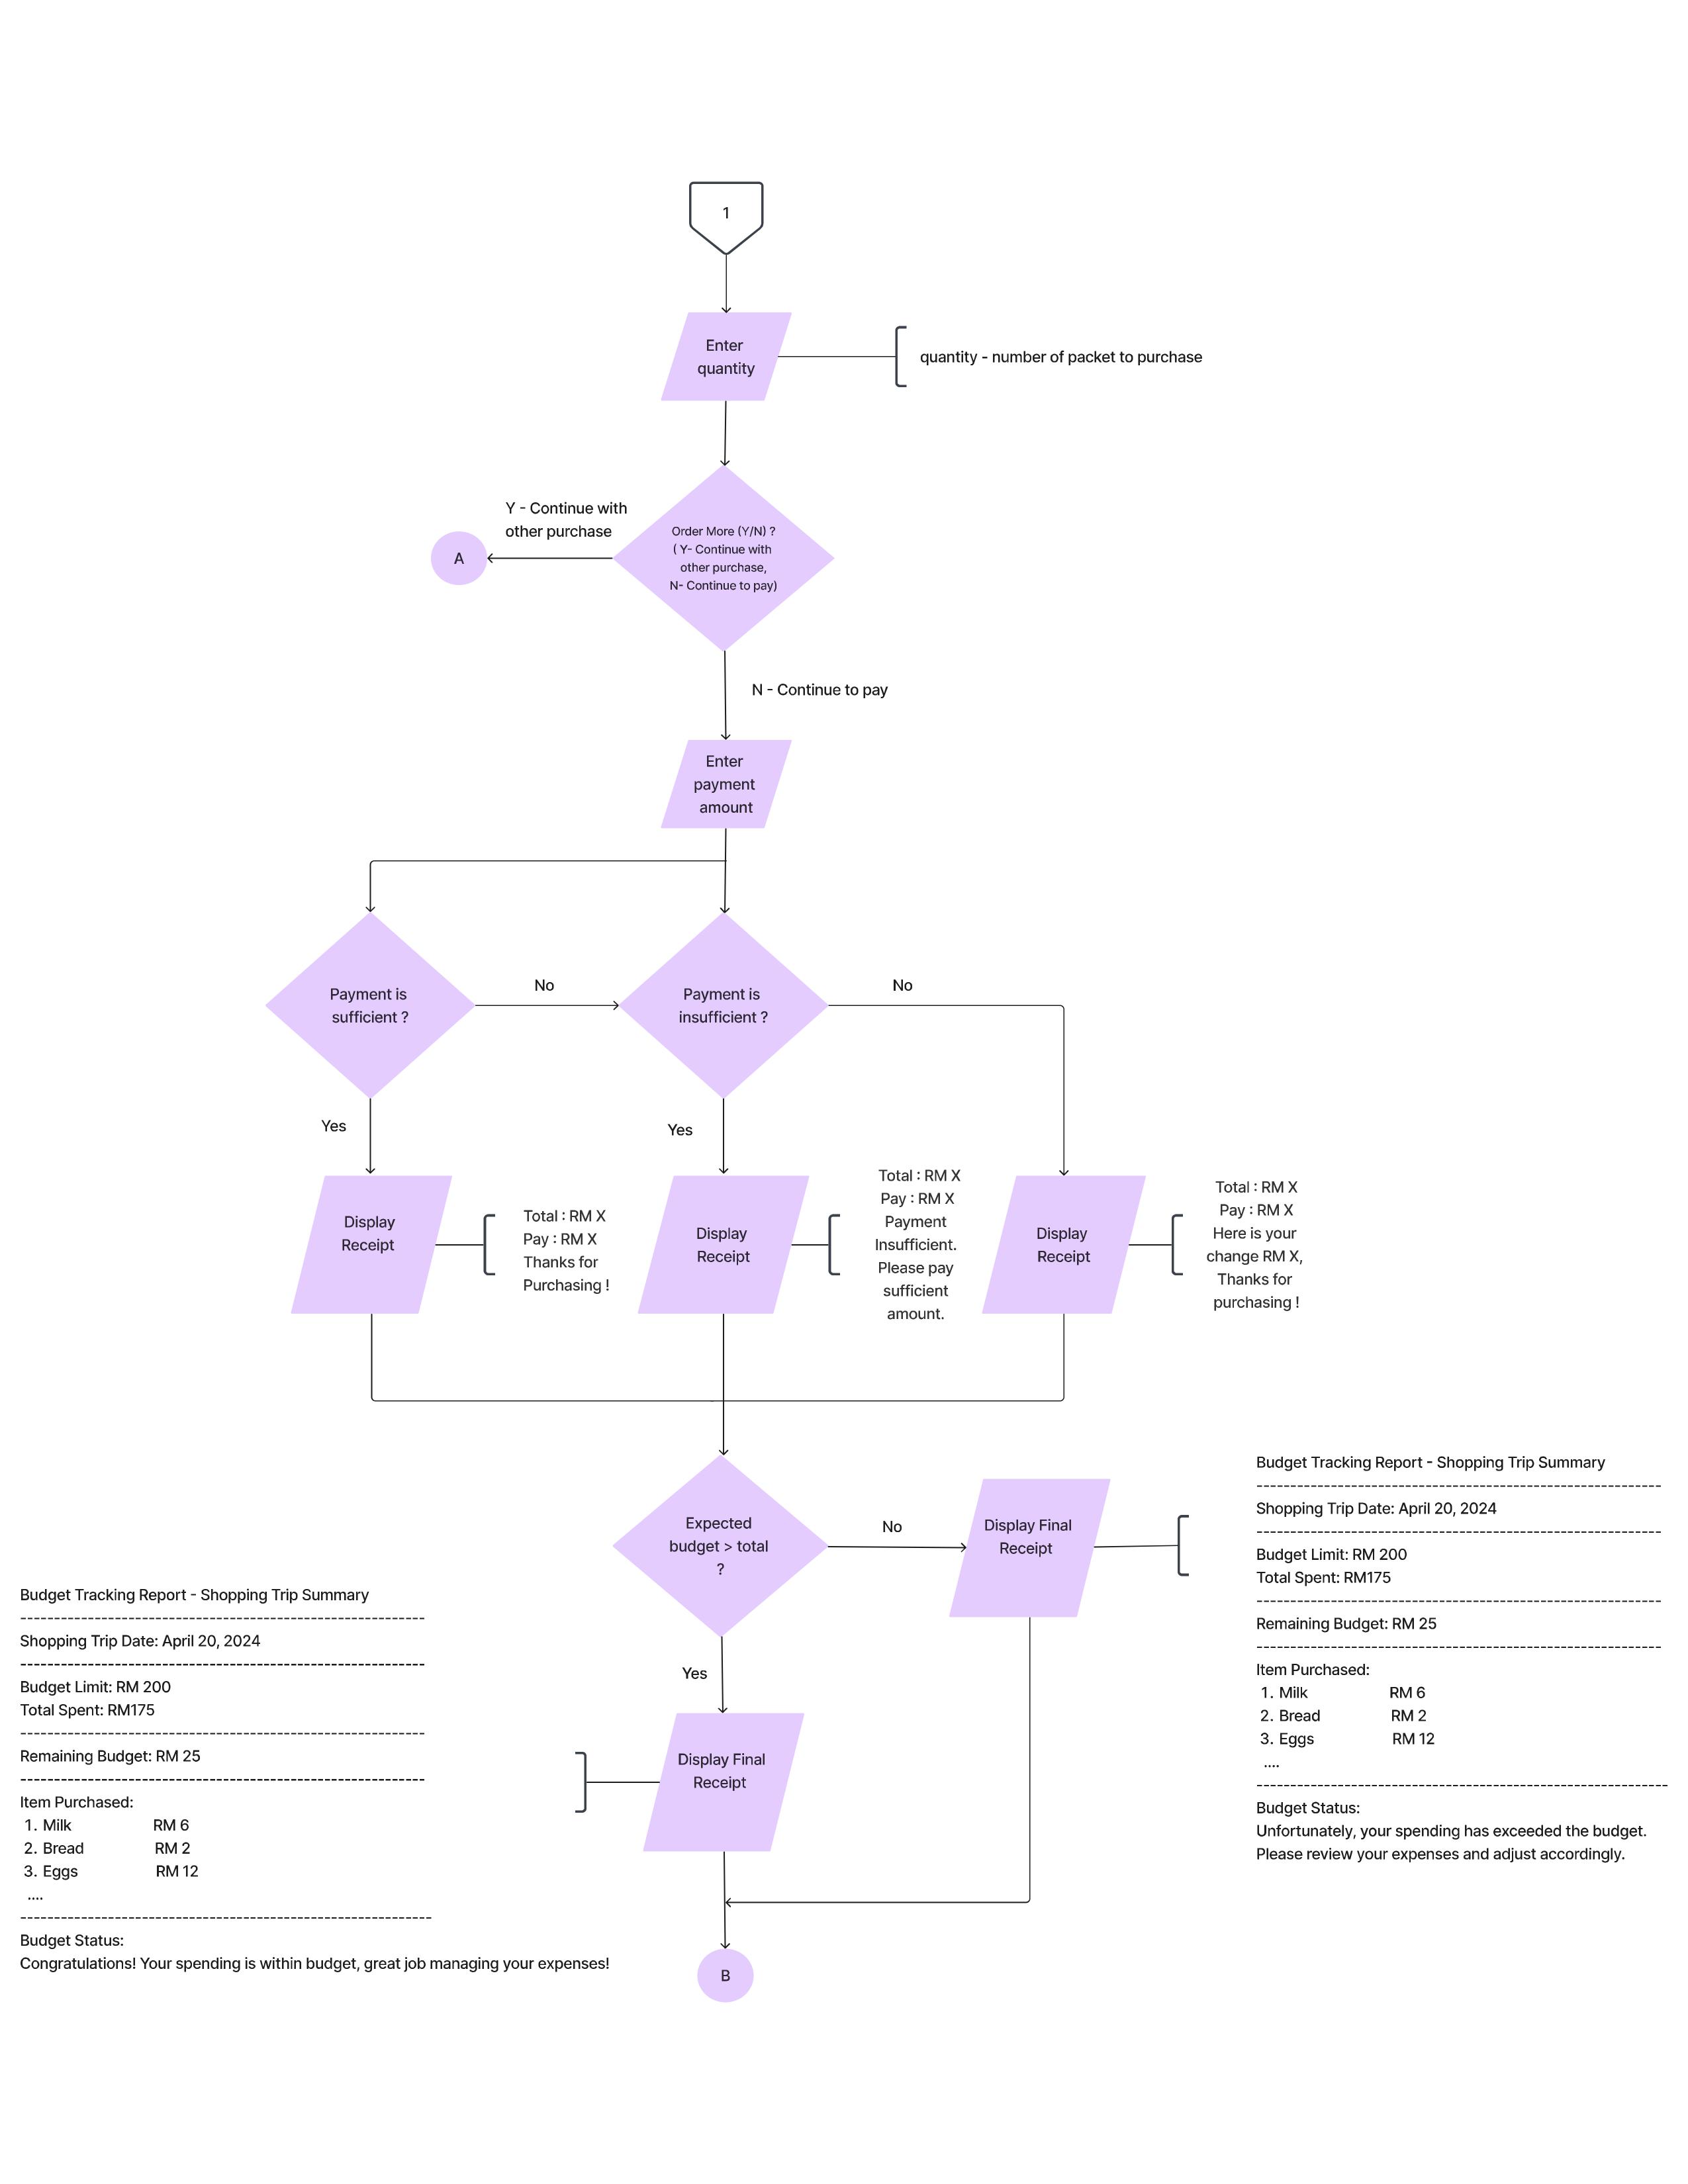 1
Enter
quantity
quantity - number of packet to purchase
Y - Continue with
other purchase
A
Order More (Y/N) ?
( Y- Continue with
other purchase,
N- Continue to pay)
N - Continue to pay
Enter
payment
amount
Payment is
sufficient ?
No
Payment is
insufficient ?
No
Yes
Yes
Display
Receipt
Total : RM X
Pay : RM X
Thanks for
Purchasing !
Display
Receipt
Total : RM X
Pay : RM X
Payment
Insufficient.
Please pay
sufficient
amount.
Display
Receipt
Total : RM X
Pay : RM X
Here is your
change RM X,
Thanks for
purchasing !
Expected
budget > total
?
No
Display Final
Receipt
Budget Tracking Report - Shopping Trip Summary
------------------------------------------------------------
Shopping Trip Date: April 20, 2024
------------------------------------------------------------
Budget Limit: RM 200
Total Spent: RM175
------------------------------------------------------------
Remaining Budget: RM 25
------------------------------------------------------------
Item Purchased:
1. Milk RM 6
2. Bread RM 2
3. Eggs RM 12
....
-------------------------------------------------------------
Budget Status:
Unfortunately, your spending has exceeded the budget.
Please review your expenses and adjust accordingly.
Yes
Display Final
Receipt
Budget Tracking Report - Shopping Trip Summary
------------------------------------------------------------
Shopping Trip Date: April 20, 2024
------------------------------------------------------------
Budget Limit: RM 200
Total Spent: RM175
------------------------------------------------------------
Remaining Budget: RM 25
------------------------------------------------------------
Item Purchased:
1. Milk RM 6
2. Bread RM 2
3. Eggs RM 12
....
-------------------------------------------------------------
Budget Status:
Congratulations! Your spending is within budget, great job managing your expenses!
B